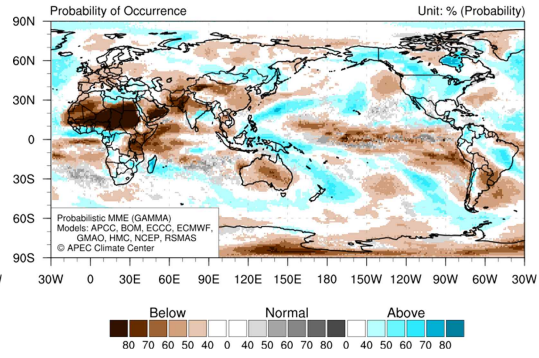 Probability of Occurrence Unit: % (Probability)
90N
60N
30N
0
30S
60S
90S
Probabilistic MME (GAMMA)
Models: APCC, BOM, ECCC, ECMWF,
GMAO, HMC, NCEP, RSMAS
© APEC Climate Center
W 30W 0 30E 60E 90E 120E 150E 180 150W 120W 90W 60W 30W
Below Normal Above
80 70 60 50 40 0 40 50 60 70 80 0 40 50 60 70 80